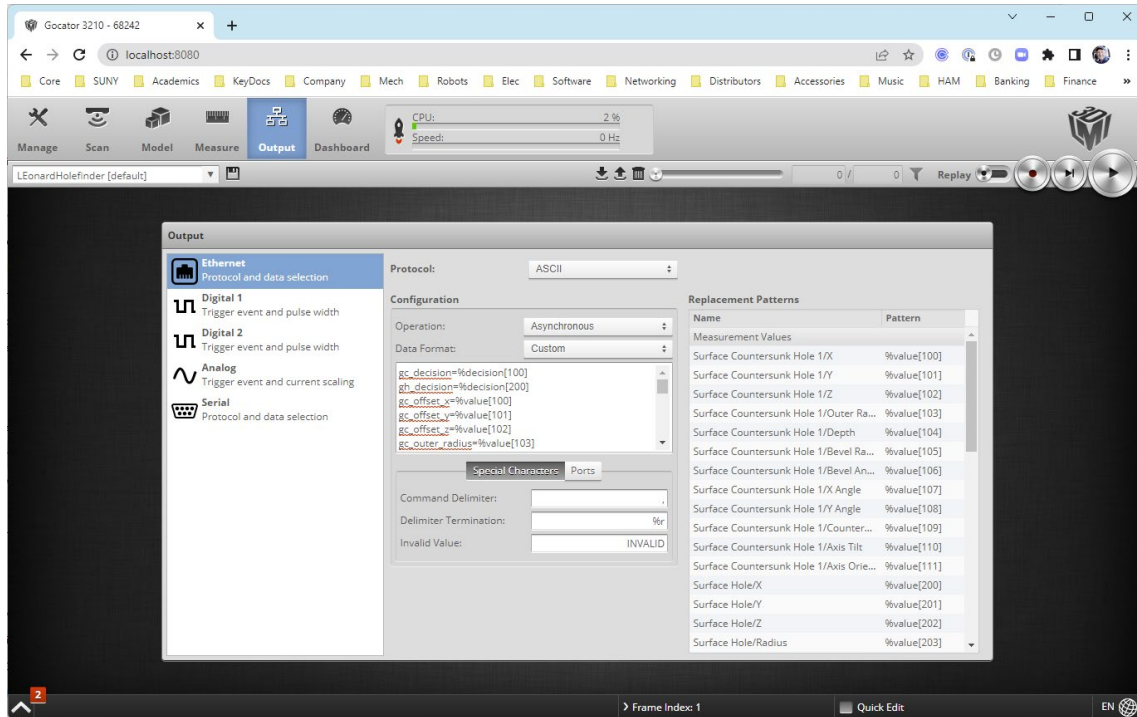 Gocator 3210 - 68242
localhost:8080
Core SUNY Academics KeyDocs Company Mech Robots Elec Software Networking Distributors Accessories Music HAM Banking Finance »
CPU: 2 %
Speed: 0 Hz
Manage Scan Model Measure Output Dashboard
LEonardHolefinder [default] 0 / 0 Replay
Output
Ethernet
Protocol and data selection
Digital 1
Trigger event and pulse width
Digital 2
Trigger event and pulse width
Analog
Trigger event and current scaling
Serial
Protocol and data selection
Protocol: ASCII
Configuration
Operation: Asynchronous
Data Format: Custom
gc_decision=%decision[100]
gh_decision=%decision[200]
gc_offset_x=%value[100]
gc_offset_y=%value[101]
gc_offset_z=%value[102]
gc_outer_radius=%value[103]
Special Characters Ports
Command Delimiter: ,
Delimiter Termination: %r
Invalid Value: INVALID
Replacement Patterns
Name Pattern
Measurement Values
Surface Countersunk Hole 1/X %value[100]
Surface Countersunk Hole 1/Y %value[101]
Surface Countersunk Hole 1/Z %value[102]
Surface Countersunk Hole 1/Outer Ra... %value[103]
Surface Countersunk Hole 1/Depth %value[104]
Surface Countersunk Hole 1/Bevel Ra... %value[105]
Surface Countersunk Hole 1/Bevel An... %value[106]
Surface Countersunk Hole 1/X Angle %value[107]
Surface Countersunk Hole 1/Y Angle %value[108]
Surface Countersunk Hole 1/Counter... %value[109]
Surface Countersunk Hole 1/Axis Tilt %value[110]
Surface Countersunk Hole 1/Axis Orie... %value[111]
Surface Hole/X %value[200]
Surface Hole/Y %value[201]
Surface Hole/Z %value[202]
Surface Hole/Radius %value[203]
2
Frame Index: 1
Quick Edit
EN